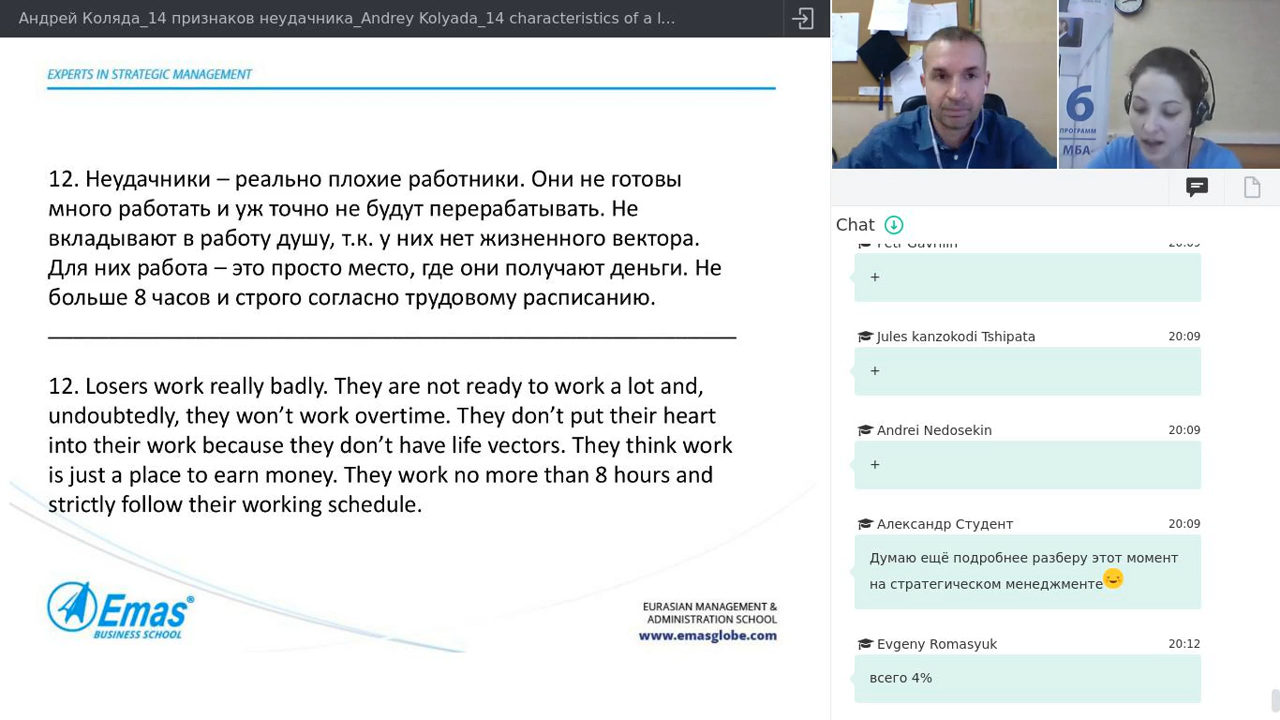 Андрей Коляда_14 признаков неудачника_Andrey Kolyada_14 characteristics of a l...
EXPERTS IN STRATEGIC MANAGEMENT
12. Неудачники – реально плохие работники. Они не готовы
много работать и уж точно не будут перерабатывать. Не
вкладывают в работу душу, т.к. у них нет жизненного вектора.
Для них работа – это просто место, где они получают деньги. Не
больше 8 часов и строго согласно трудовому расписанию.
12. Losers work really badly. They are not ready to work a lot and,
undoubtedly, they won’t work overtime. They don’t put their heart
into their work because they don’t have life vectors. They think work
is just a place to earn money. They work no more than 8 hours and
strictly follow their working schedule.
Emas®
BUSINESS SCHOOL
EURASIAN MANAGEMENT &
ADMINISTRATION SCHOOL
www.emasglobe.com
6
ПРОГРАММ
МБА
Chat
Petr Gavrilin 20:09
+
Jules kanzokodi Tshipata 20:09
+
Andrei Nedosekin 20:09
+
Александр Студент 20:09
Думаю ещё подробнее разберу этот момент
на стратегическом менеджменте
Evgeny Romasyuk 20:12
всего 4%